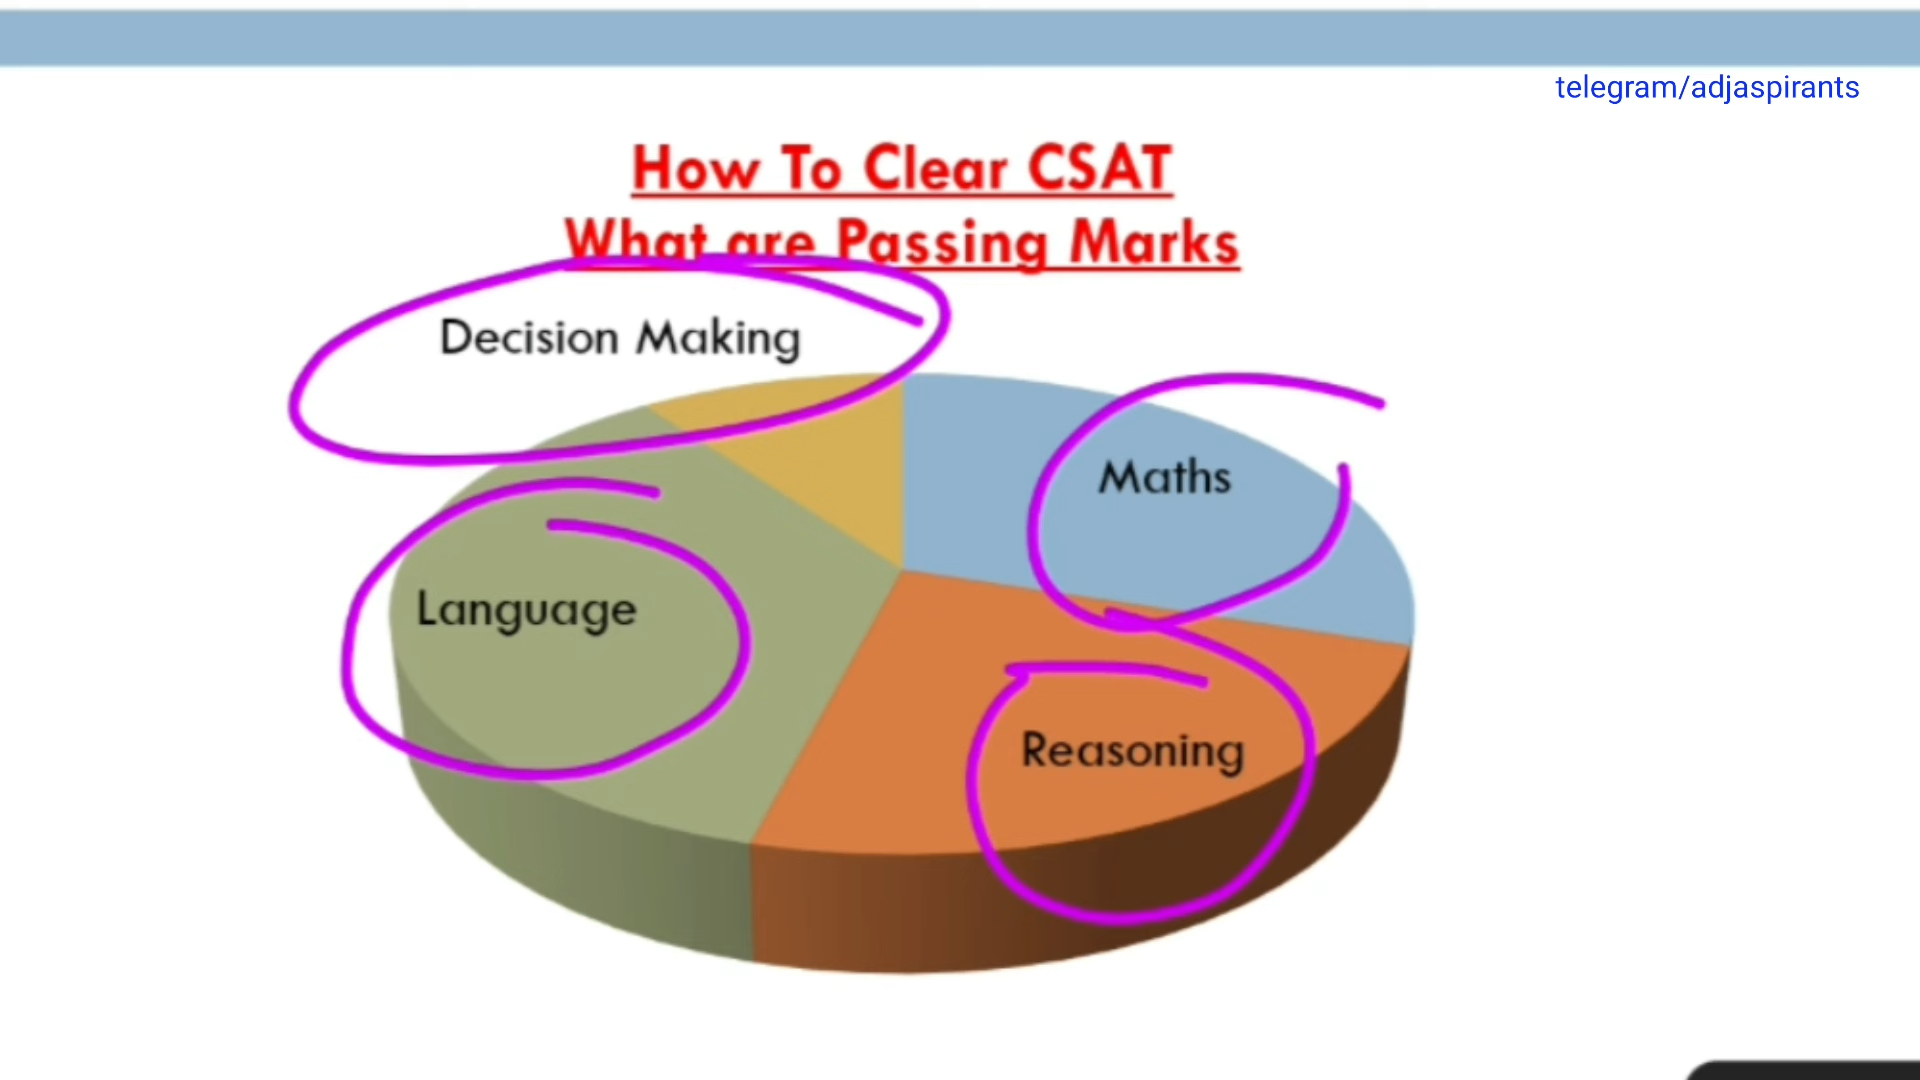 telegram/adjaspirants
How To Clear CSAT
What are Passing Marks
Decision Making
Maths
Language
Reasoning